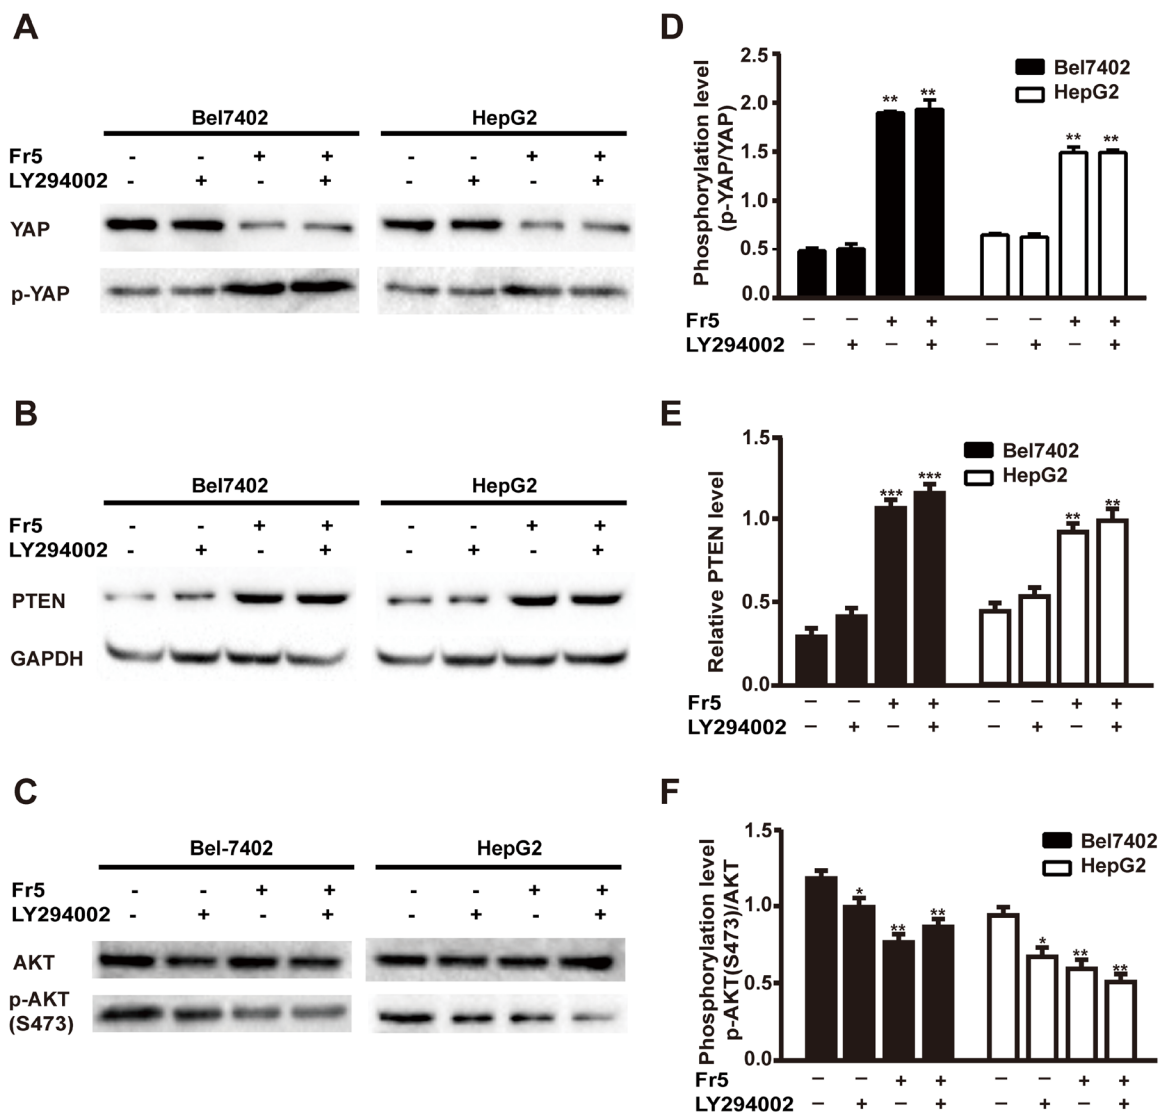 A
Bel7402 HepG2
Fr5 - - + + - - + +
LY294002 - + - + - + - +
YAP
p-YAP
D
Phosphorylation level
(p-YAP/YAP)
2.5
2.0
1.5
1.0
0.5
0.0
Bel7402
HepG2
** ** ** **
Fr5 – – + + – – + +
LY294002 – + – + – + – +
B
Bel7402 HepG2
Fr5 - - + + - - + +
LY294002 - + - + - + - +
PTEN
GAPDH
E
Relative PTEN level
1.5
1.0
0.5
0.0
Bel7402
HepG2
*** *** ** **
Fr5 – – + + – – + +
LY294002 – + – + – + – +
C
Bel-7402 HepG2
Fr5 - - + + - - + +
LY294002 - + - + - + - +
AKT
p-AKT
(S473)
F
Phosphorylation level
p-AKT(S473)/AKT
1.5
1.0
0.5
0.0
Bel7402
HepG2
* ** ** * ** **
Fr5 – – + + – – + +
LY294002 – + – + – + – +